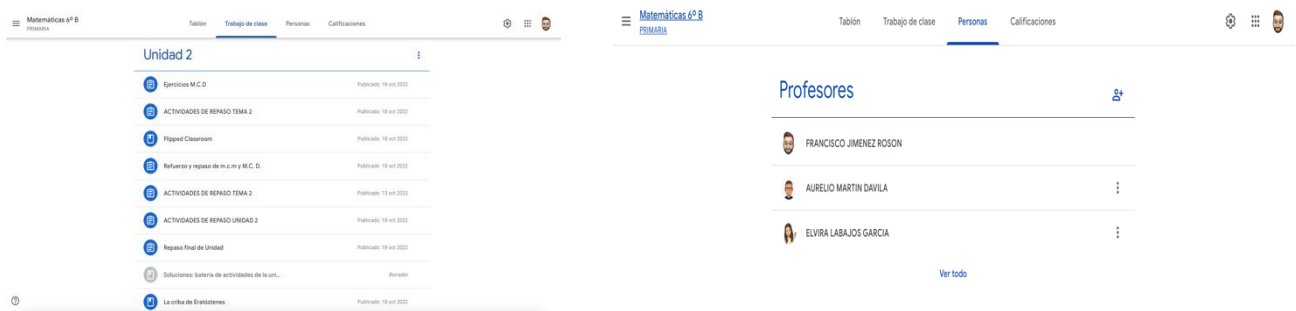 Matemáticas 6º B
PRIMARIA
Tablón Trabajo de clase Personas Calificaciones
Unidad 2
Ejercicios M.C.D Publicado: 19 oct 2022
ACTIVIDADES DE REPASO TEMA 2 Publicado: 18 oct 2022
Flipped Classroom Publicado: 18 oct 2022
Refuerzo y repaso de m.c.m y M.C. D. Publicado: 19 oct 2022
ACTIVIDADES DE REPASO TEMA 2 Publicado: 13 oct 2022
ACTIVIDADES DE REPASO UNIDAD 2 Publicado: 18 oct 2022
Repaso final de Unidad Publicado: 19 oct 2022
Soluciones: batería de actividades de la uni... Borrador
La criba de Eratóstenes Publicado: 18 oct 2022
Matemáticas 6º B
PRIMARIA
Tablón Trabajo de clase Personas Calificaciones
Profesores
FRANCISCO JIMENEZ ROSON
AURELIO MARTIN DAVILA
ELVIRA LABAJOS GARCIA
Ver todo